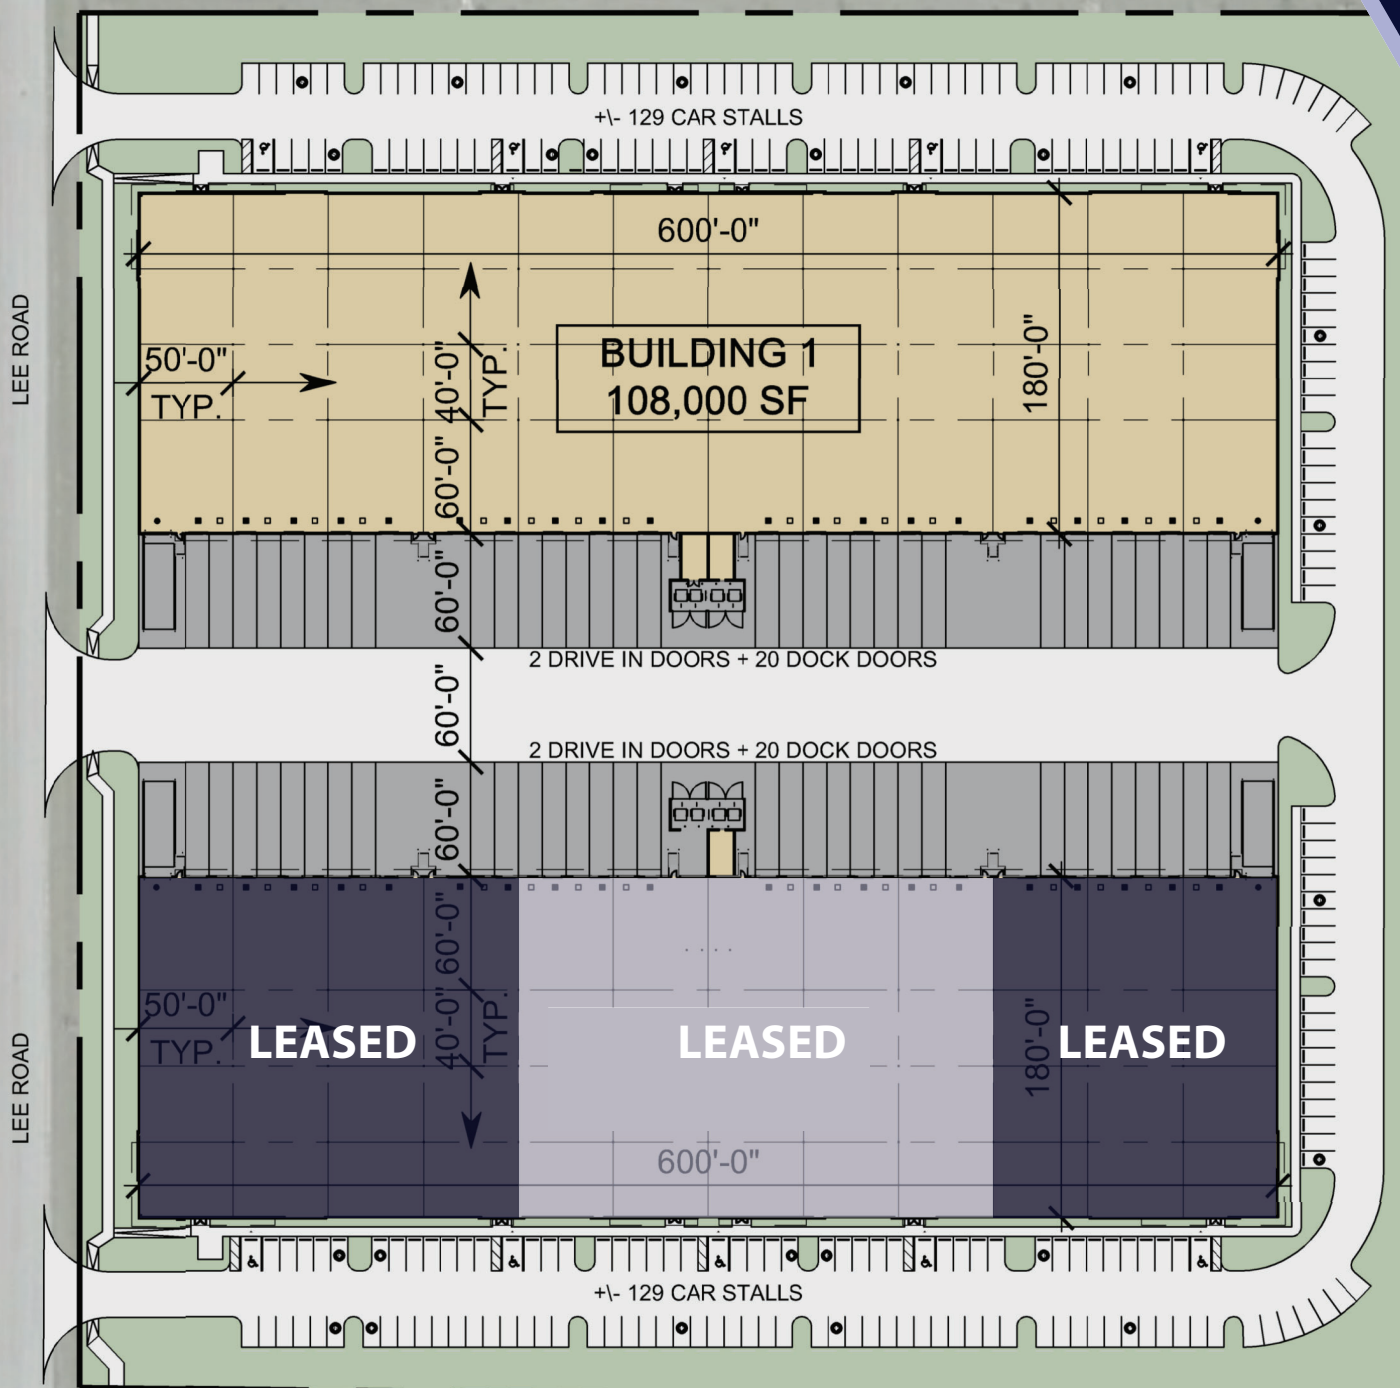 +\- 129 CAR STALLS
600'-0"
LEE ROAD
50'-0"
TYP.
40'-0"
TYP.
BUILDING 1
108,000 SF
180'-0"
60'-0"
60'-0"
2 DRIVE IN DOORS + 20 DOCK DOORS
60'-0"
2 DRIVE IN DOORS + 20 DOCK DOORS
60'-0"
60'-0"
50'-0"
TYP.
40'-0"
TYP.
LEASED
LEASED
180'-0"
LEASED
LEE ROAD
600'-0"
+\- 129 CAR STALLS